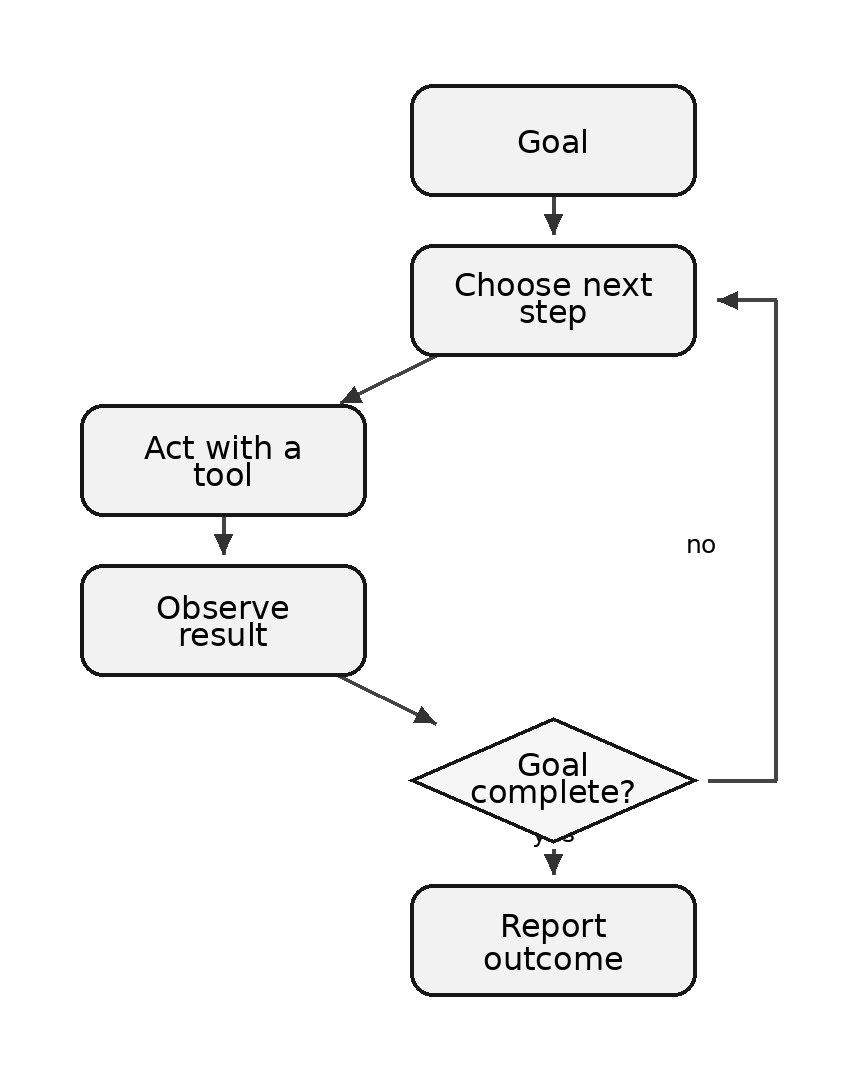 Goal
Choose next
step
Act with a
tool
no
Observe
result
Goal
complete?
Report
outcome